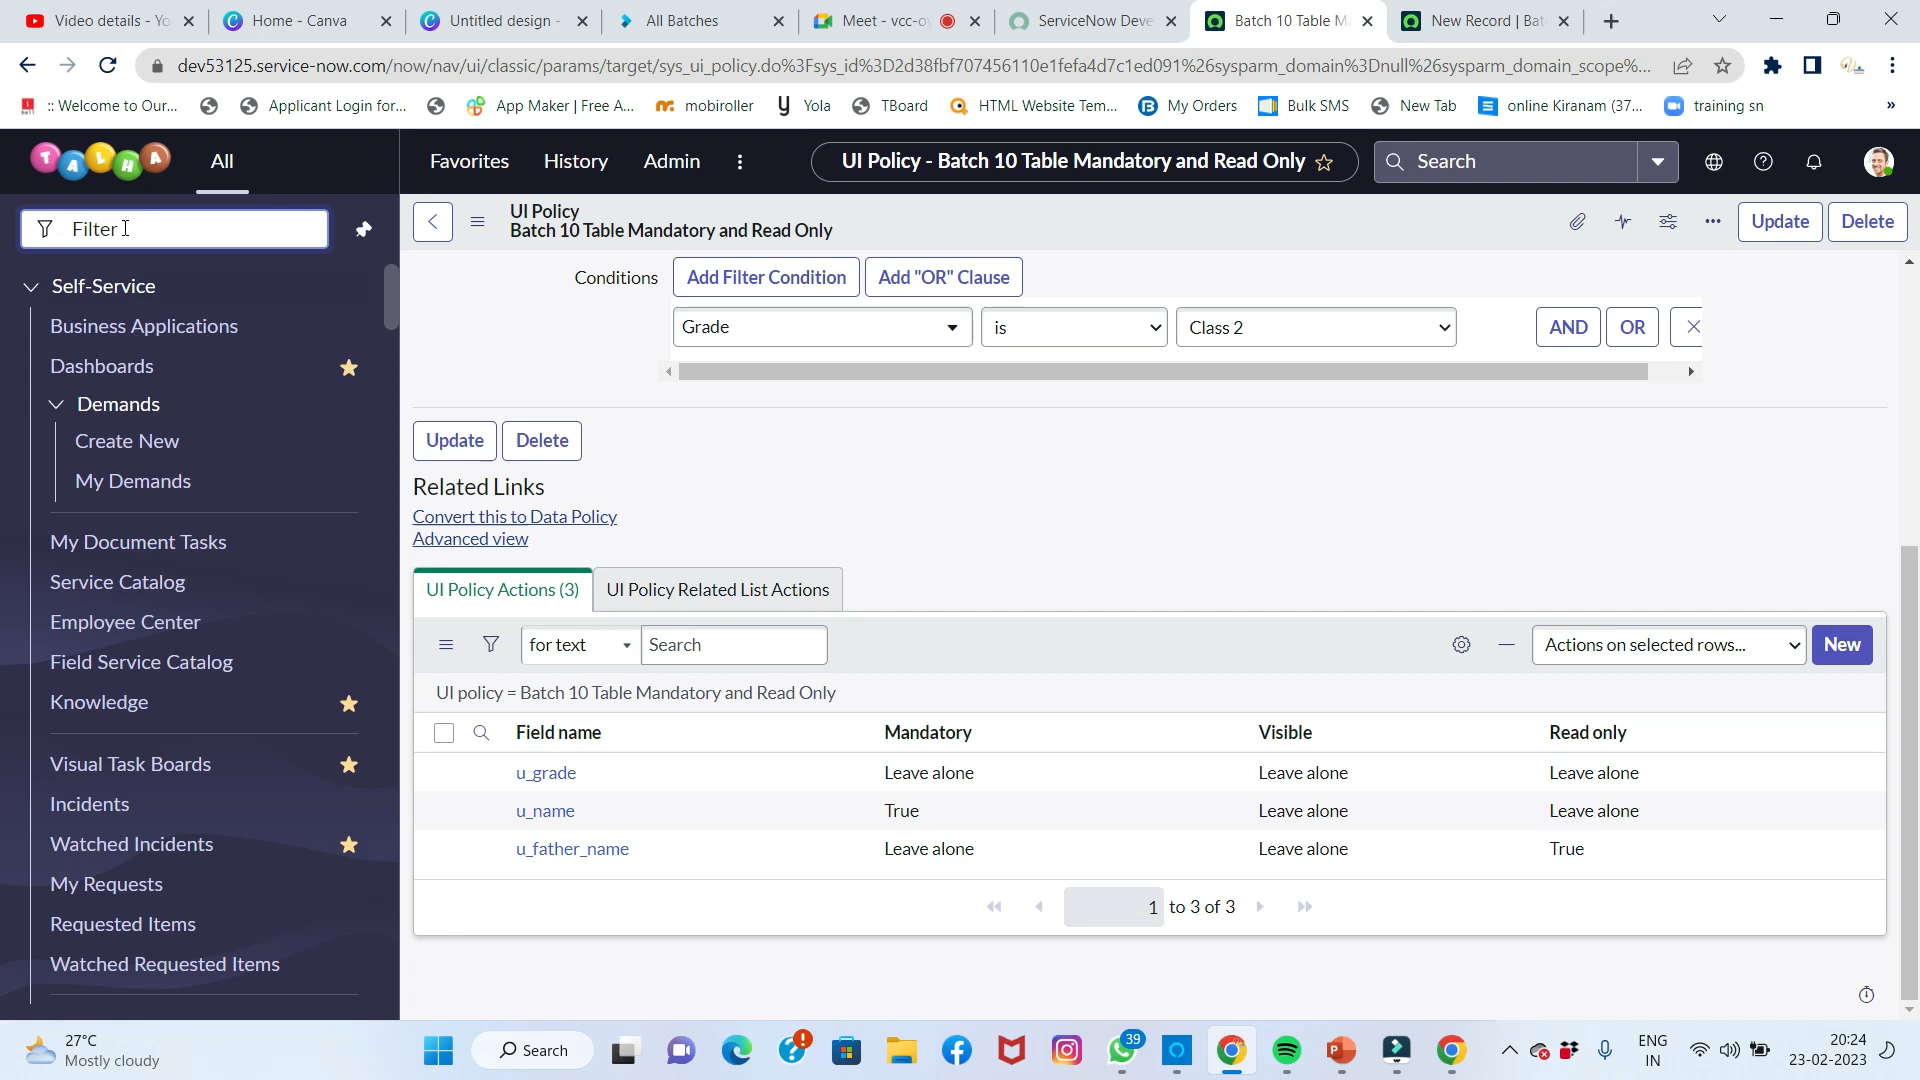 Video details - Yo
Home - Canva
Untitled design -
All Batches
Meet - vcc-oy
ServiceNow Deve
Batch 10 Table M
New Record | Bat
dev53125.service-now.com/now/nav/ui/classic/params/target/sys_ui_policy.do%3Fsys_id%3D2d38fbf707456110e1fefa4d7c1ed091%26sysparm_domain%3Dnull%26sysparm_domain_scope%...
:: Welcome to Our...
Applicant Login for...
App Maker | Free A...
mobiroller
Yola
TBoard
HTML Website Tem...
My Orders
Bulk SMS
New Tab
online Kiranam (37...
training sn
»
TALHA
All
Favorites
History
Admin
UI Policy - Batch 10 Table Mandatory and Read Only
Search
Filter
UI Policy
Batch 10 Table Mandatory and Read Only
Update
Delete
Self-Service
Business Applications
Dashboards
Demands
Create New
My Demands
My Document Tasks
Service Catalog
Employee Center
Field Service Catalog
Knowledge
Visual Task Boards
Incidents
Watched Incidents
My Requests
Requested Items
Watched Requested Items
Conditions
Add Filter Condition
Add "OR" Clause
Grade
is
Class 2
AND
OR
Update
Delete
Related Links
Convert this to Data Policy
Advanced view
UI Policy Actions (3)
UI Policy Related List Actions
for text
Search
Actions on selected rows...
New
UI policy = Batch 10 Table Mandatory and Read Only
Field name Mandatory Visible Read only
u_grade Leave alone Leave alone Leave alone
u_name True Leave alone Leave alone
u_father_name Leave alone Leave alone True
1 to 3 of 3
27°C
Mostly cloudy
Search
39
ENG
IN
20:24
23-02-2023